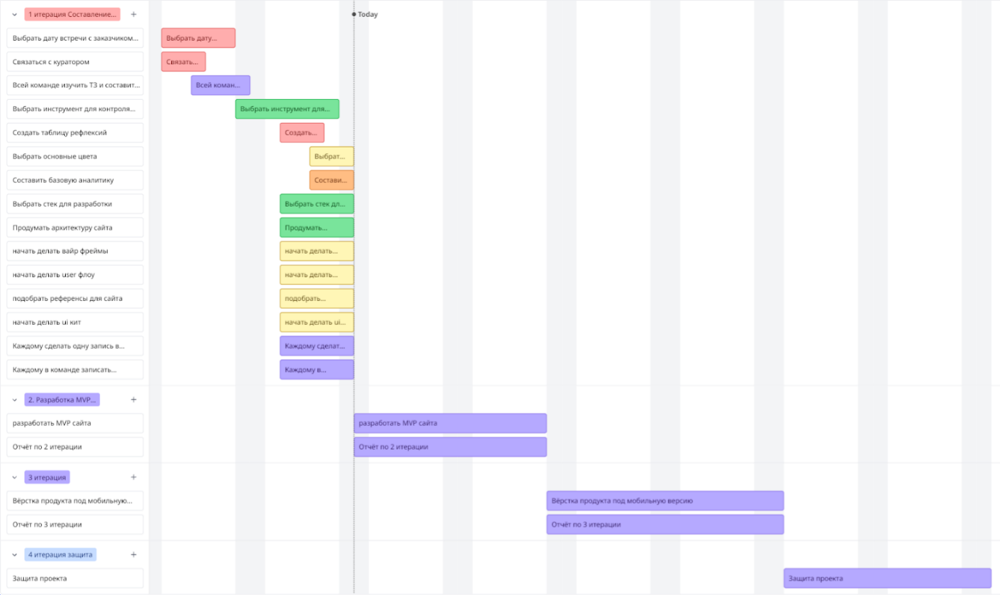 1 итерация Составление...
Today
Выбрать дату встречи с заказчиком...
Выбрать дату...
Связаться с куратором
Связать...
Всей команде изучить ТЗ и составит...
Всей коман...
Выбрать инструмент для контроля...
Выбрать инструмент для...
Создать таблицу рефлексий
Создать...
Выбрать основные цвета
Выбрат...
Составить базовую аналитику
Состави...
Выбрать стек для разработки
Выбрать стек дл...
Продумать архитектуру сайта
Продумать...
начать делать вайр фреймы
начать делать...
начать делать user флоу
начать делать...
подобрать референсы для сайта
подобрать...
начать делать ui кит
начать делать ui...
Каждому сделать одну запись в...
Каждому сделат...
Каждому в команде записать...
Каждому в...
2. Разработка MVP...
разработать MVP сайта
разработать MVP сайта
Отчёт по 2 итерации
Отчёт по 2 итерации
3 итерация
Вёрстка продукта под мобильную...
Вёрстка продукта под мобильную версию
Отчёт по 3 итерации
Отчёт по 3 итерации
4 итерация защита
Защита проекта
Защита проекта